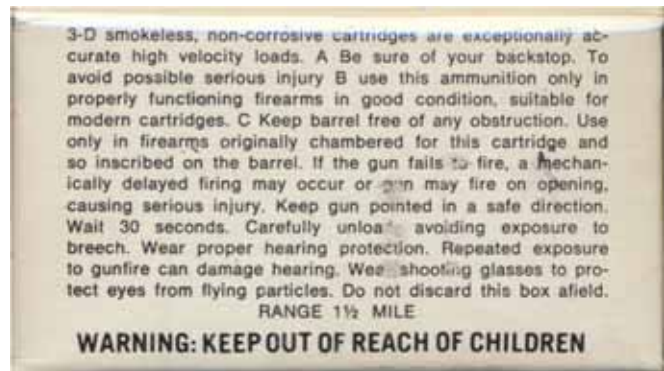 3-D smokeless, non-corrosive cartridges are exceptionally ac-
curate high velocity loads. A Be sure of your backstop. To
avoid possible serious injury B use this ammunition only in
properly functioning firearms in good condition, suitable for
modern cartridges. C Keep barrel free of any obstruction. Use
only in firearms originally chambered for this cartridge and
so inscribed on the barrel. If the gun fails to fire, a mechan-
ically delayed firing may occur or gun may fire on opening,
causing serious injury. Keep gun pointed in a safe direction.
Wait 30 seconds. Carefully unload avoiding exposure to
breech. Wear proper hearing protection. Repeated exposure
to gunfire can damage hearing. Wear shooting glasses to pro-
tect eyes from flying particles. Do not discard this box afield.
RANGE 1½ MILE
WARNING: KEEP OUT OF REACH OF CHILDREN